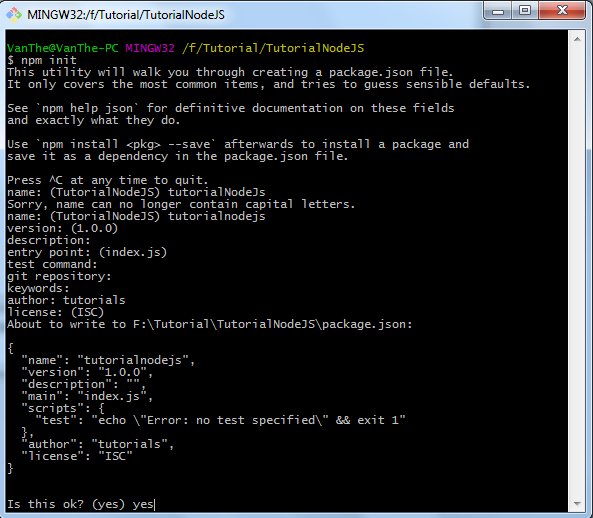 MINGW32:/f/Tutorial/TutorialNodeJS
VanThe@VanThe-PC MINGW32 /f/Tutorial/TutorialNodeJS
$ npm init
This utility will walk you through creating a package.json file.
It only covers the most common items, and tries to guess sensible defaults.
See `npm help json` for definitive documentation on these fields
and exactly what they do.
Use `npm install <pkg> --save` afterwards to install a package and
save it as a dependency in the package.json file.
Press ^C at any time to quit.
name: (TutorialNodeJS) tutorialNodeJs
Sorry, name can no longer contain capital letters.
name: (TutorialNodeJS) tutorialnodejs
version: (1.0.0)
description:
entry point: (index.js)
test command:
git repository:
keywords:
author: tutorials
license: (ISC)
About to write to F:\Tutorial\TutorialNodeJS\package.json:
{
  "name": "tutorialnodejs",
  "version": "1.0.0",
  "description": "",
  "main": "index.js",
  "scripts": {
    "test": "echo \"Error: no test specified\" && exit 1"
  },
  "author": "tutorials",
  "license": "ISC"
}
Is this ok? (yes) yes